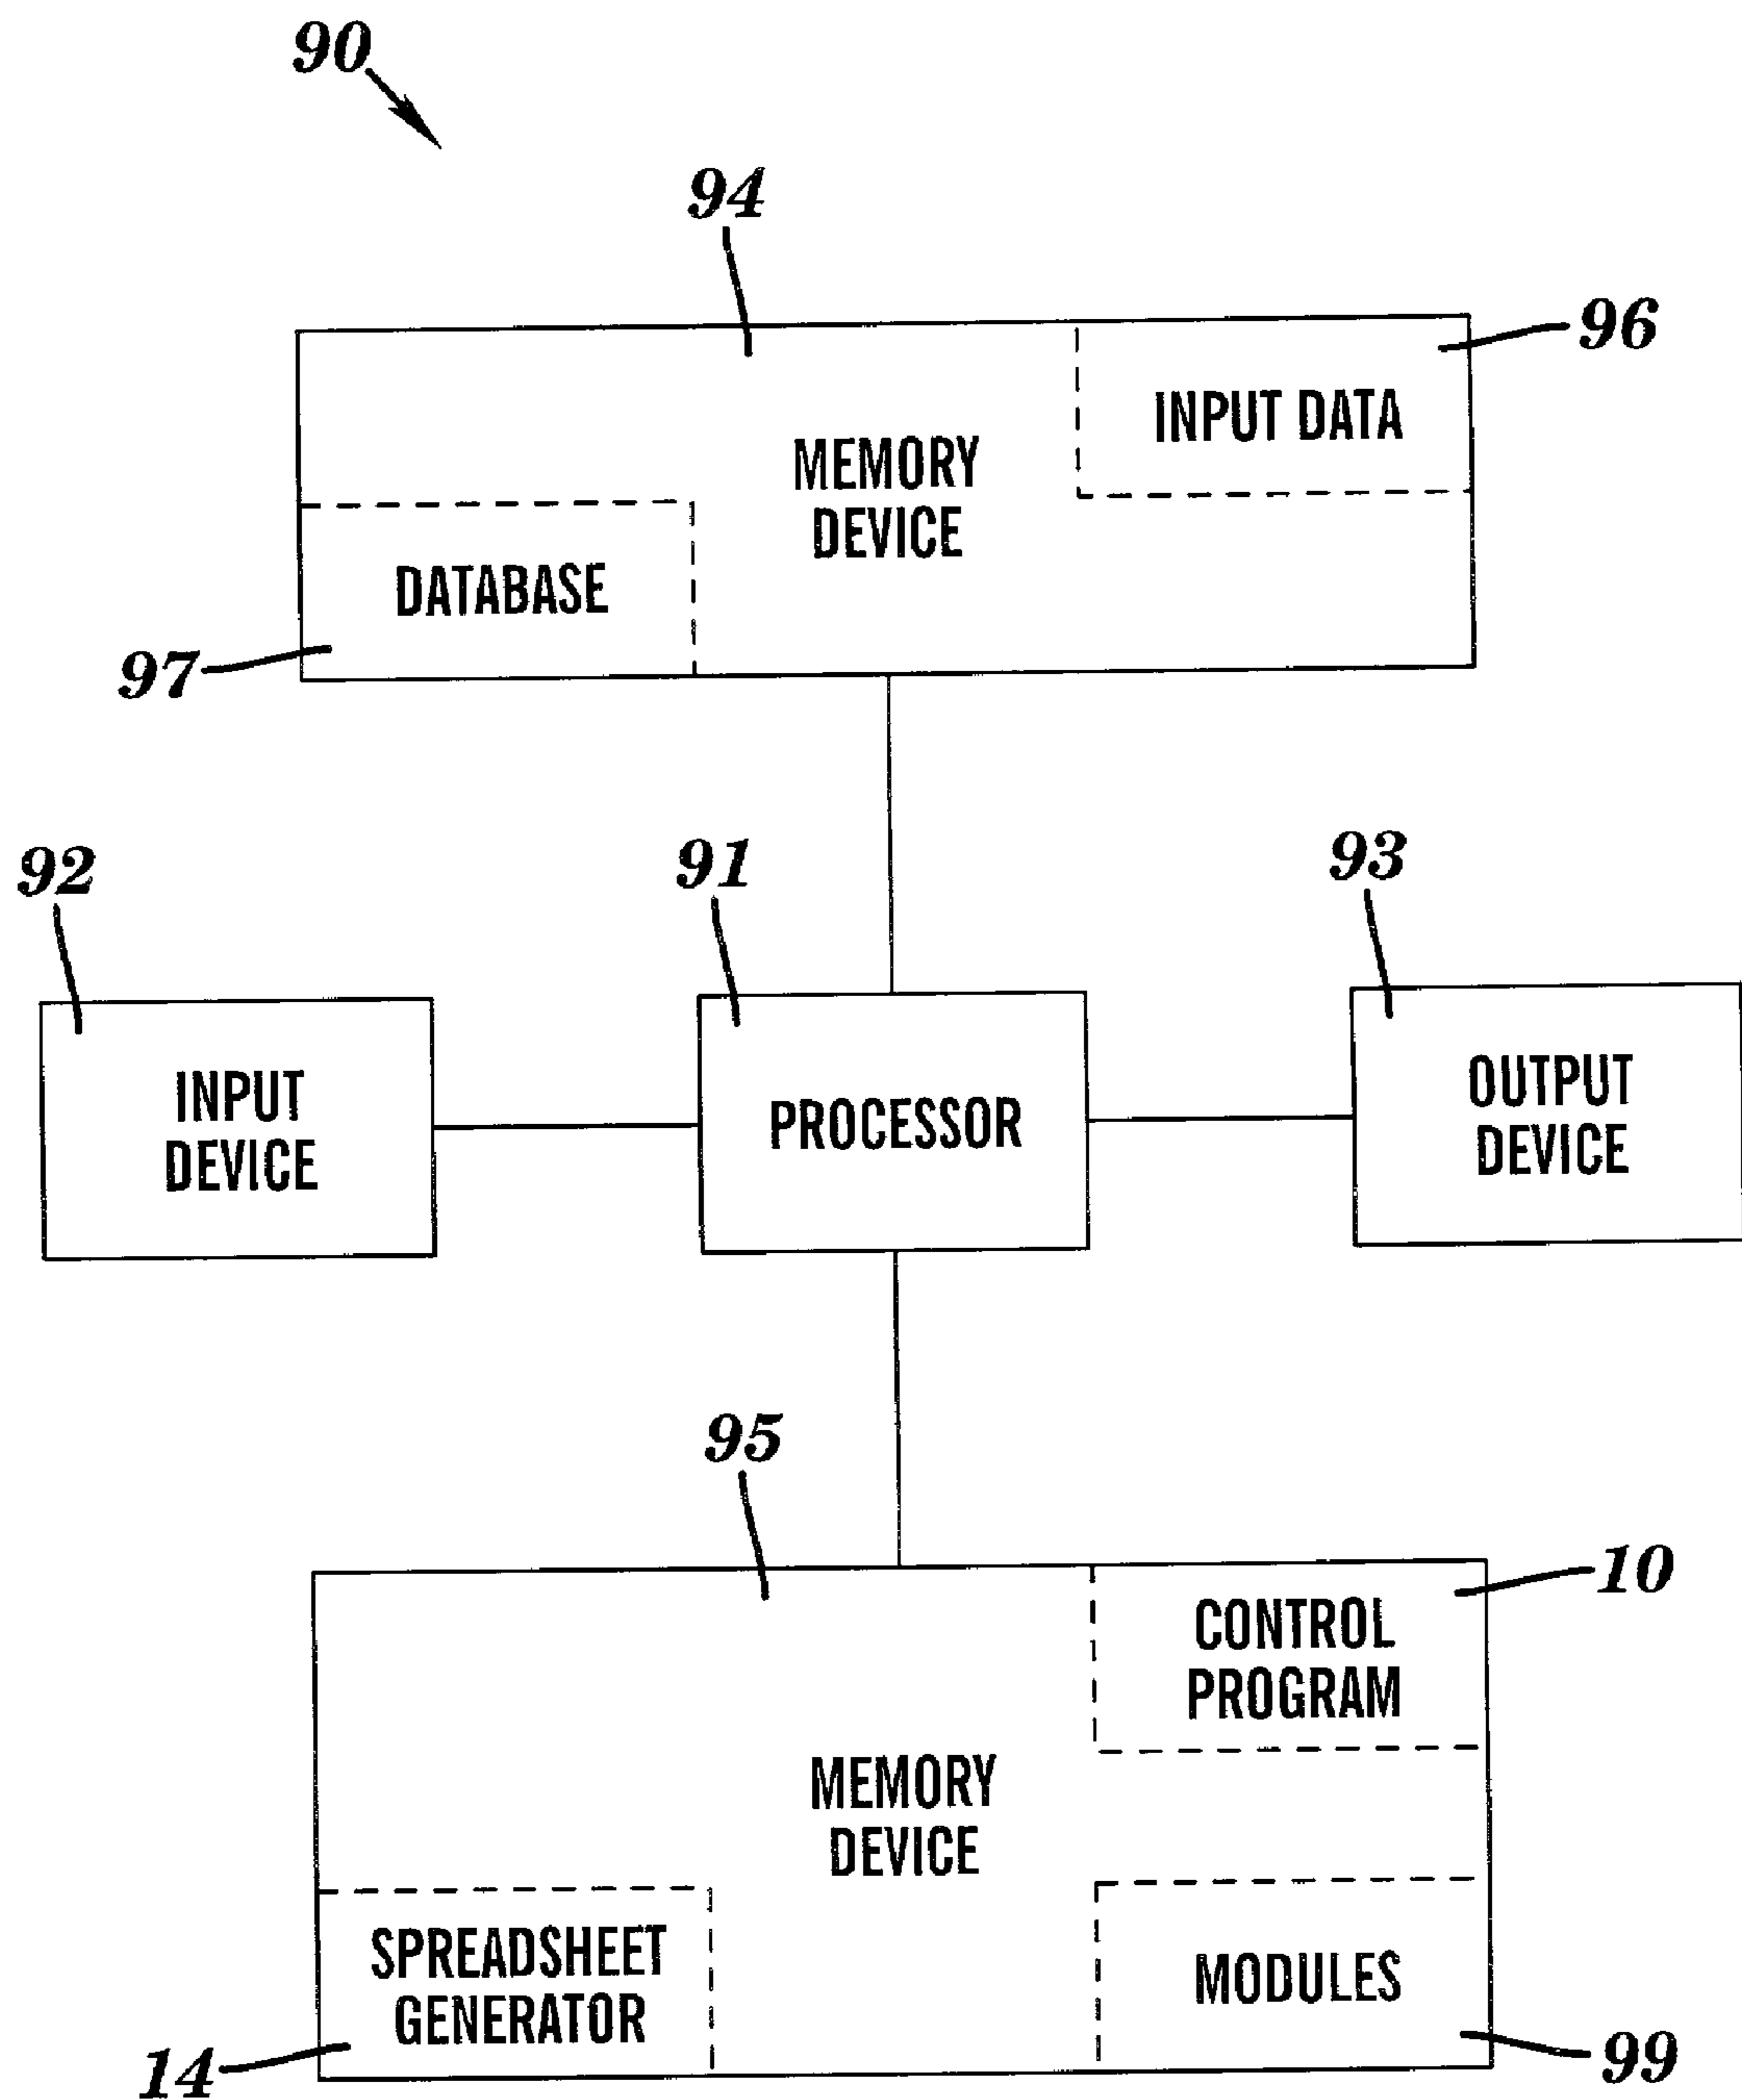 90
94
96
INPUT DATA
MEMORY
DEVICE
DATABASE
97
92
91
93
INPUT
DEVICE
PROCESSOR
OUTPUT
DEVICE
95
10
CONTROL
PROGRAM
MEMORY
DEVICE
SPREADSHEET
GENERATOR
MODULES
14
99